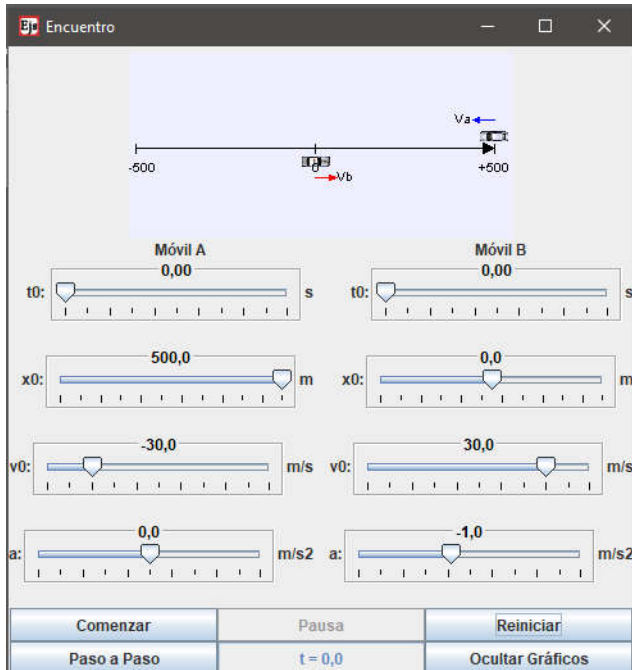 Ejs Encuentro
Va
-500 0 +500
Vb
Móvil A Móvil B
0,00 0,00
t0: s t0: s
500,0 0,0
x0: m x0: m
-30,0 30,0
v0: m/s v0: m/s
0,0 -1,0
a: m/s2 a: m/s2
Comenzar Pausa Reiniciar
Paso a Paso t = 0,0 Ocultar Gráficos